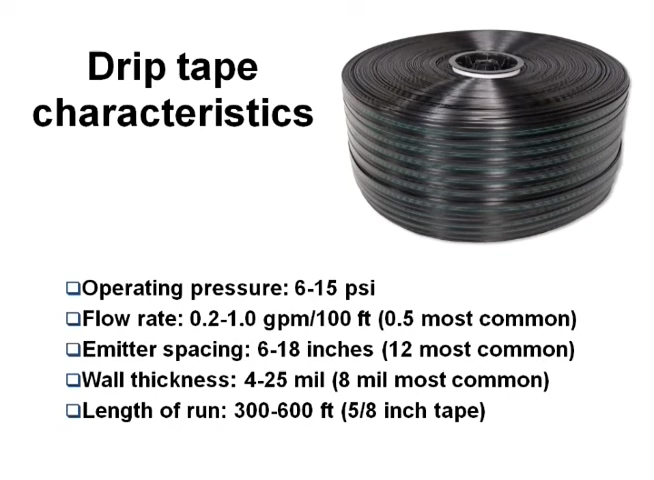 Drip tape
characteristics
❑Operating pressure: 6-15 psi
❑Flow rate: 0.2-1.0 gpm/100 ft (0.5 most common)
❑Emitter spacing: 6-18 inches (12 most common)
❑Wall thickness: 4-25 mil (8 mil most common)
❑Length of run: 300-600 ft (5/8 inch tape)